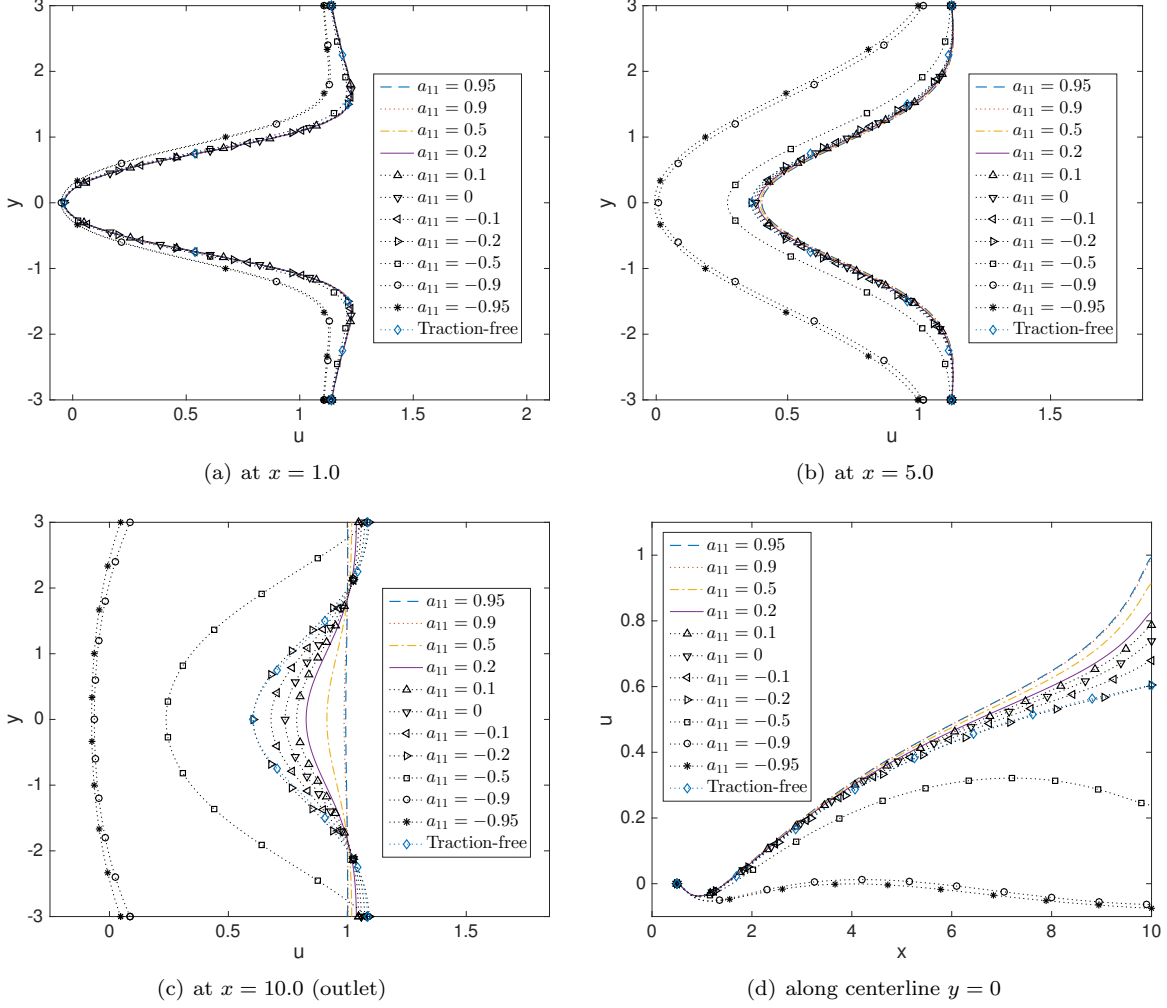 3
2
1
0
-1
-2
-3
y
0
0.5
1
1.5
2
u
a₁₁ = 0.95
a₁₁ = 0.9
a₁₁ = 0.5
a₁₁ = 0.2
a₁₁ = 0.1
a₁₁ = 0
a₁₁ = −0.1
a₁₁ = −0.2
a₁₁ = −0.5
a₁₁ = −0.9
a₁₁ = −0.95
Traction-free
(a) at x = 1.0
3
2
1
0
-1
-2
-3
y
0
0.5
1
1.5
u
a₁₁ = 0.95
a₁₁ = 0.9
a₁₁ = 0.5
a₁₁ = 0.2
a₁₁ = 0.1
a₁₁ = 0
a₁₁ = −0.1
a₁₁ = −0.2
a₁₁ = −0.5
a₁₁ = −0.9
a₁₁ = −0.95
Traction-free
(b) at x = 5.0
3
2
1
0
-1
-2
-3
y
0
0.5
1
1.5
u
a₁₁ = 0.95
a₁₁ = 0.9
a₁₁ = 0.5
a₁₁ = 0.2
a₁₁ = 0.1
a₁₁ = 0
a₁₁ = −0.1
a₁₁ = −0.2
a₁₁ = −0.5
a₁₁ = −0.9
a₁₁ = −0.95
Traction-free
(c) at x = 10.0 (outlet)
1
0.8
0.6
0.4
0.2
0
u
0
2
4
6
8
10
x
a₁₁ = 0.95
a₁₁ = 0.9
a₁₁ = 0.5
a₁₁ = 0.2
a₁₁ = 0.1
a₁₁ = 0
a₁₁ = −0.1
a₁₁ = −0.2
a₁₁ = −0.5
a₁₁ = −0.9
a₁₁ = −0.95
Traction-free
(d) along centerline y = 0